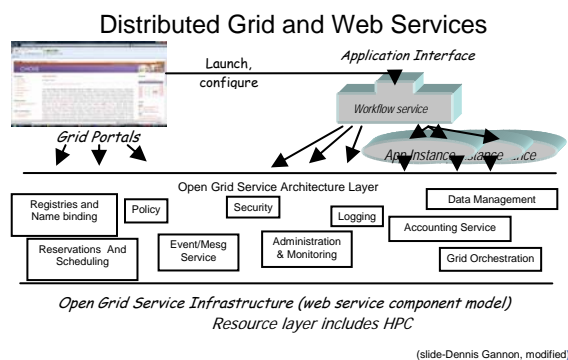 Distributed Grid and Web Services
Launch,
configure
Application Interface
Workflow service
Grid Portals
App Instance
Open Grid Service Architecture Layer
Registries and
Name binding
Policy
Security
Logging
Data Management
Accounting Service
Reservations And
Scheduling
Event/Mesg
Service
Administration
& Monitoring
Grid Orchestration
Open Grid Service Infrastructure (web service component model)
Resource layer includes HPC
(slide-Dennis Gannon, modified)